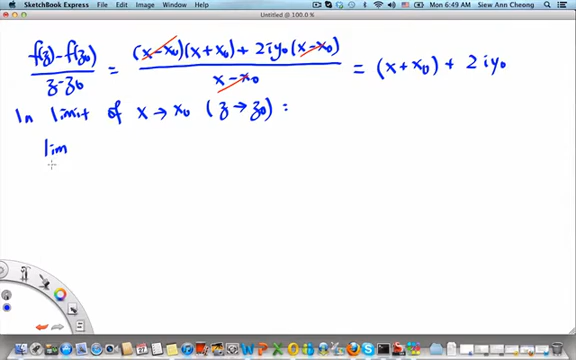 SketchBook Express File Edit Image Window Help Mon 6:49 AM Siew Ann Cheong
Untitled @ 100.0 %
f(z)-f(z0)/z-z0 = (x-x0)(x+x0)+2iy0(x-x0)/x-x0 = (x+x0)+2iy0
In limit of x→x0 (z→z0):
lim